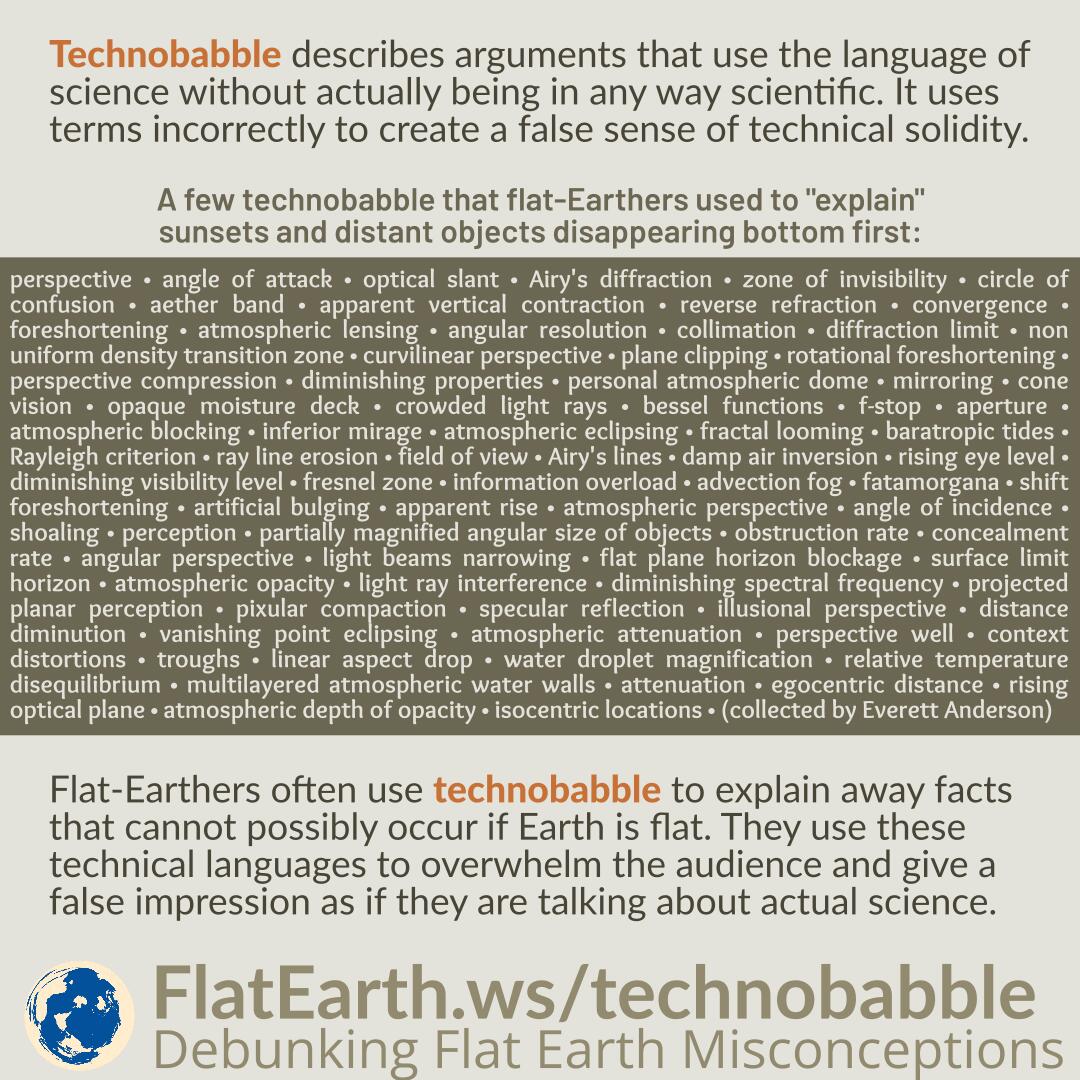 Technobabble describes arguments that use the language of
science without actually being in any way scientific. It uses
terms incorrectly to create a false sense of technical solidity.
A few technobabble that flat-Earthers used to "explain"
sunsets and distant objects disappearing bottom first:
perspective • angle of attack • optical slant • Airy's diffraction • zone of invisibility • circle of
confusion • aether band • apparent vertical contraction • reverse refraction • convergence •
foreshortening • atmospheric lensing • angular resolution • collimation • diffraction limit • non
uniform density transition zone • curvilinear perspective • plane clipping • rotational foreshortening •
perspective compression • diminishing properties • personal atmospheric dome • mirroring • cone
vision • opaque moisture deck • crowded light rays • bessel functions • f-stop • aperture •
atmospheric blocking • inferior mirage • atmospheric eclipsing • fractal looming • baratropic tides •
Rayleigh criterion • ray line erosion • field of view • Airy's lines • damp air inversion • rising eye level •
diminishing visibility level • fresnel zone • information overload • advection fog • fatamorgana • shift
foreshortening • artificial bulging • apparent rise • atmospheric perspective • angle of incidence •
shoaling • perception • partially magnified angular size of objects • obstruction rate • concealment
rate • angular perspective • light beams narrowing • flat plane horizon blockage • surface limit
horizon • atmospheric opacity • light ray interference • diminishing spectral frequency • projected
planar perception • pixular compaction • specular reflection • illusional perspective • distance
diminution • vanishing point eclipsing • atmospheric attenuation • perspective well • context
distortions • troughs • linear aspect drop • water droplet magnification • relative temperature
disequilibrium • multilayered atmospheric water walls • attenuation • egocentric distance • rising
optical plane • atmospheric depth of opacity • isocentric locations • (collected by Everett Anderson)
Flat-Earthers often use technobabble to explain away facts
that cannot possibly occur if Earth is flat. They use these
technical languages to overwhelm the audience and give a
false impression as if they are talking about actual science.
FlatEarth.ws/technobabble
Debunking Flat Earth Misconceptions